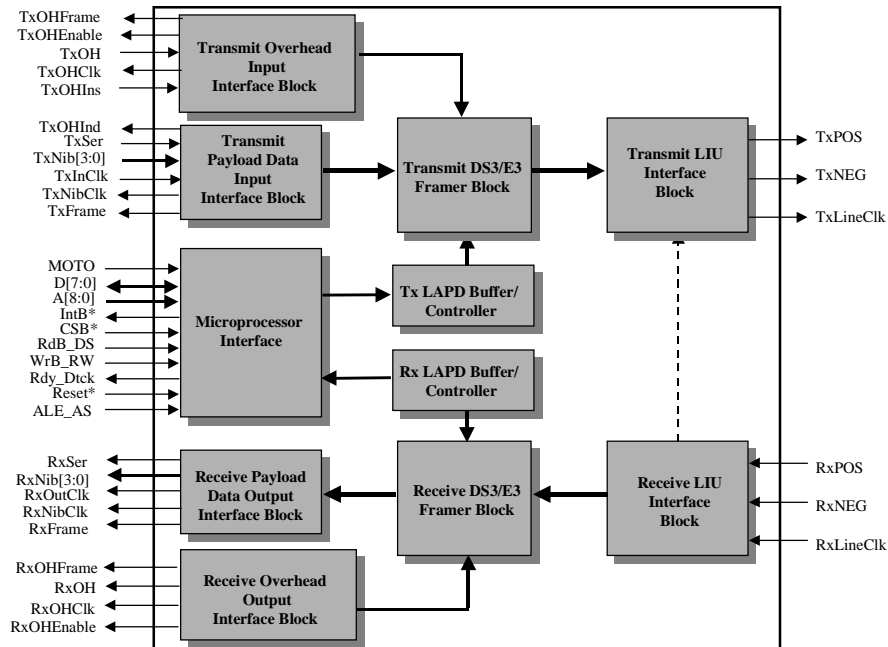 TxOHFrame
TxOHEnable
TxOH
TxOHClk
TxOHIns
Transmit Overhead
Input
Interface Block
TxOHInd
TxSer
TxNib[3:0]
TxInClk
TxNibClk
TxFrame
Transmit
Payload Data
Input
Interface Block
Transmit DS3/E3
Framer Block
Transmit LIU
Interface
Block
TxPOS
TxNEG
TxLineClk
MOTO
D[7:0]
A[8:0]
IntB*
CSB*
RdB_DS
WrB_RW
Rdy_Dtck
Reset*
ALE_AS
Microprocessor
Interface
Tx LAPD Buffer/
Controller
Rx LAPD Buffer/
Controller
RxSer
RxNib[3:0]
RxOutClk
RxNibClk
RxFrame
Receive Payload
Data Output
Interface Block
Receive DS3/E3
Framer Block
Receive LIU
Interface
Block
RxPOS
RxNEG
RxLineClk
RxOHFrame
RxOH
RxOHClk
RxOHEnable
Receive Overhead
Output
Interface Block